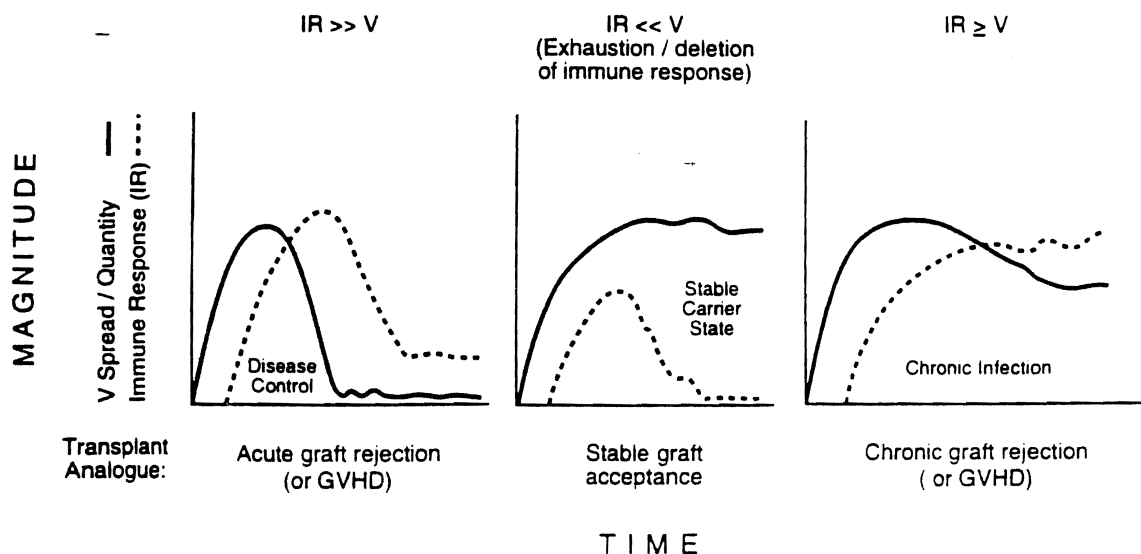 IR >> V
IR << V
(Exhaustion / deletion
of immune response)
IR ≥ V
MAGNITUDE
V Spread / Quantity
Immune Response (IR)
Disease
Control
Stable
Carrier
State
Chronic Infection
Transplant
Analogue:
Acute graft rejection
(or GVHD)
Stable graft
acceptance
Chronic graft rejection
( or GVHD)
TIME